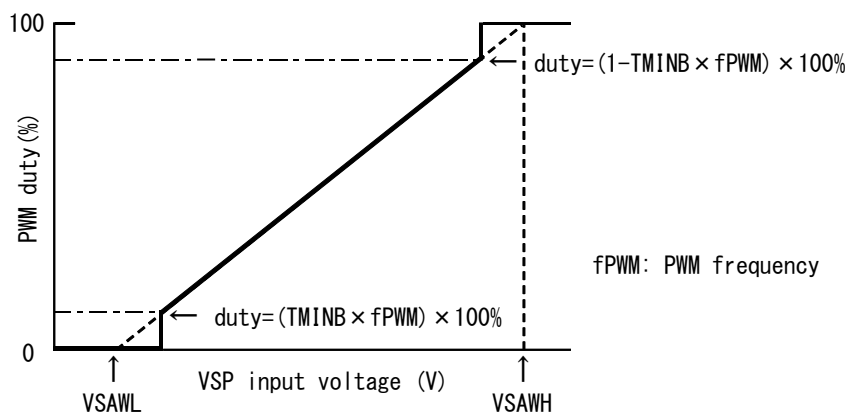 100
← duty=(1-TMINB×fPWM)×100%
PWM duty(%)
fPWM: PWM frequency
← duty=(TMINB×fPWM)×100%
0
↑ VSP input voltage (V) ↑
VSAWL VSAWH